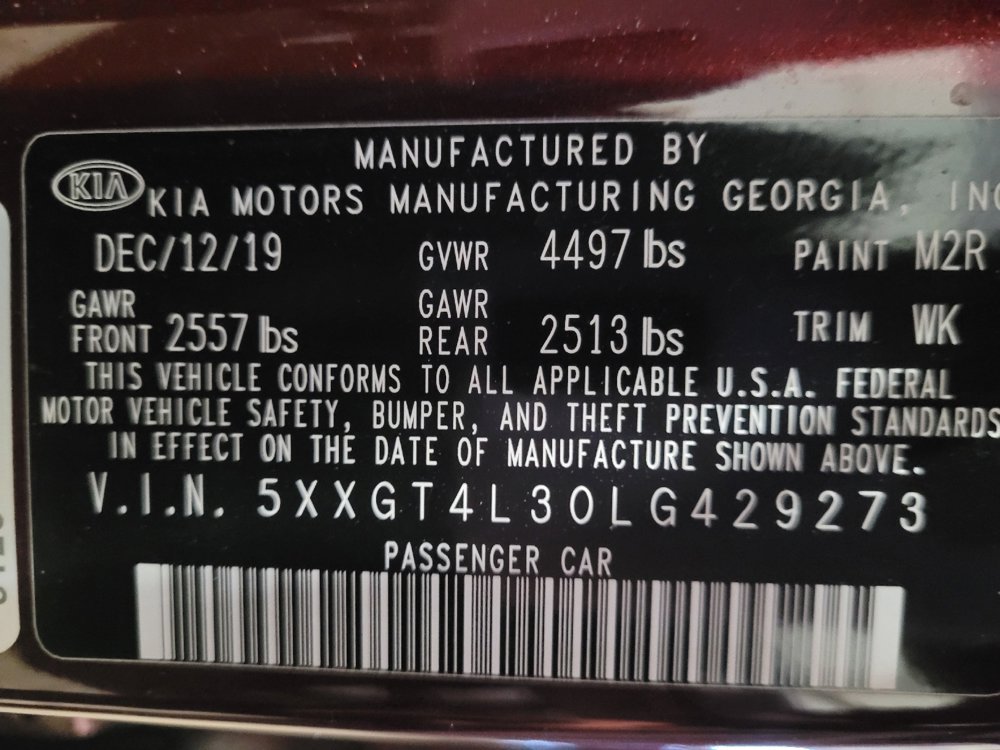 MANUFACTURED BY
KIA
KIA MOTORS MANUFACTURING GEORGIA, INC
DEC/12/19 GVWR 4497 lbs PAINT M2R
GAWR FRONT 2557 lbs GAWR REAR 2513 lbs TRIM WK
THIS VEHICLE CONFORMS TO ALL APPLICABLE U.S.A. FEDERAL
MOTOR VEHICLE SAFETY, BUMPER, AND THEFT PREVENTION STANDARDS
IN EFFECT ON THE DATE OF MANUFACTURE SHOWN ABOVE.
V.I.N. 5XXGT4L30LG429273
PASSENGER CAR